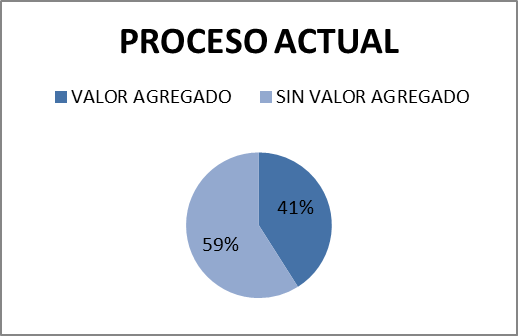 PROCESO ACTUAL
VALOR AGREGADO SIN VALOR AGREGADO
41%
59%